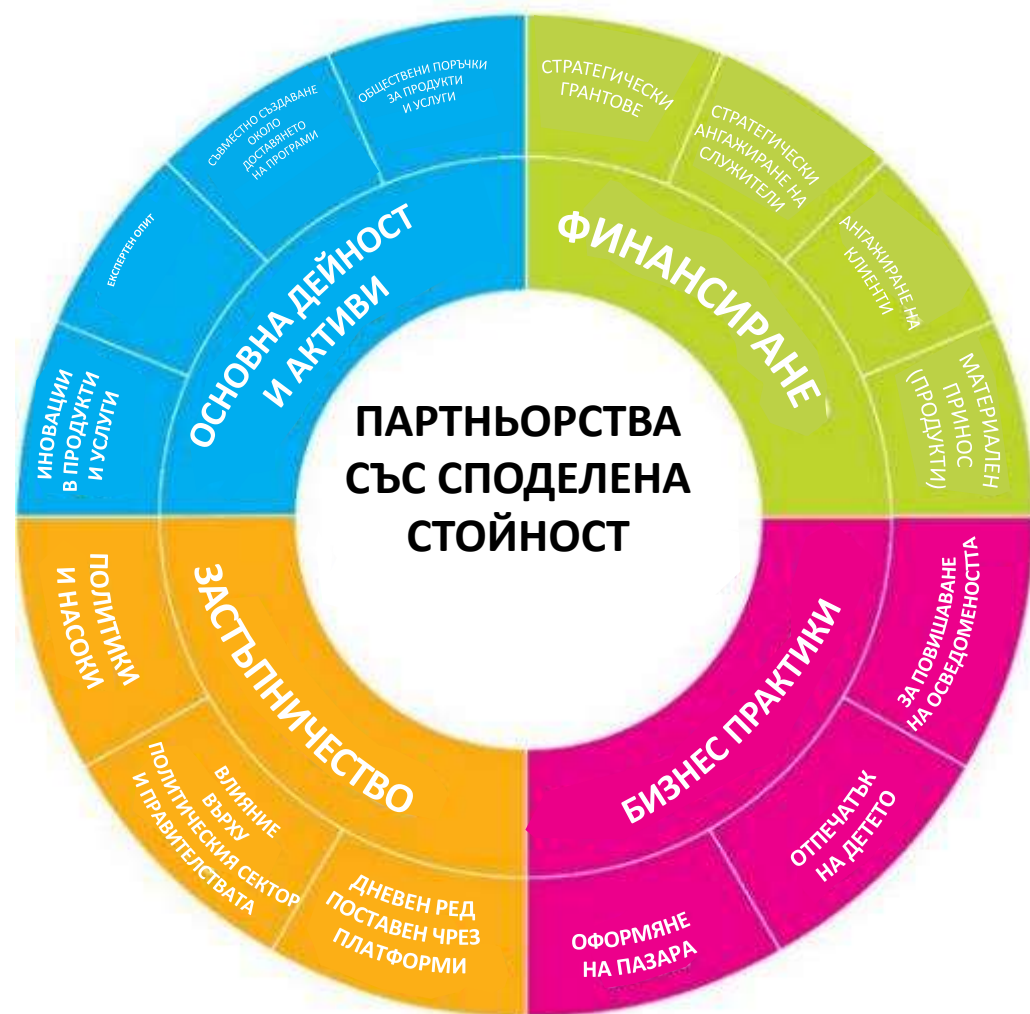 ПАРТНЬОРСТВА
СЪС СПОДЕЛЕНА
СТОЙНОСТ
ОСНОВНА ДЕЙНОСТ
И АКТИВИ
ИНОВАЦИИ
В ПРОДУКТИ
И УСЛУГИ
ЕКСПЕРТЕН ОПИТ
СЪВМЕСТНО СЪЗДАВАНЕ
ОКОЛО
ДОСТАВЯНЕТО
НА ПРОГРАМИ
ОБЩЕСТВЕНИ ПОРЪЧКИ
ЗА ПРОДУКТИ
И УСЛУГИ
ФИНАНСИРАНЕ
СТРАТЕГИЧЕСКИ
ГРАНТОВЕ
СТРАТЕГИЧЕСКИ
АНГАЖИРАНЕ НА
СЛУЖИТЕЛИ
АНГАЖИРАНЕ НА
КЛИЕНТИ
МАТЕРИАЛЕН
ПРИНОС
(ПРОДУКТИ)
БИЗНЕС ПРАКТИКИ
ЗА ПОВИШАВАНЕ
НА ОСВЕДОМЕНОСТТА
ОТПЕЧАТЪК
НА ДЕТЕТО
ОФОРМЯНЕ
НА ПАЗАРА
ЗАСТЪПНИЧЕСТВО
ДНЕВЕН РЕД
ПОСТАВЕН ЧРЕЗ
ПЛАТФОРМИ
ВЛИЯНИЕ
ВЪРХУ
ПОЛИТИЧЕСКИЯ СЕКТОР
И ПРАВИТЕЛСТВАТА
ПОЛИТИКИ
И НАСОКИ